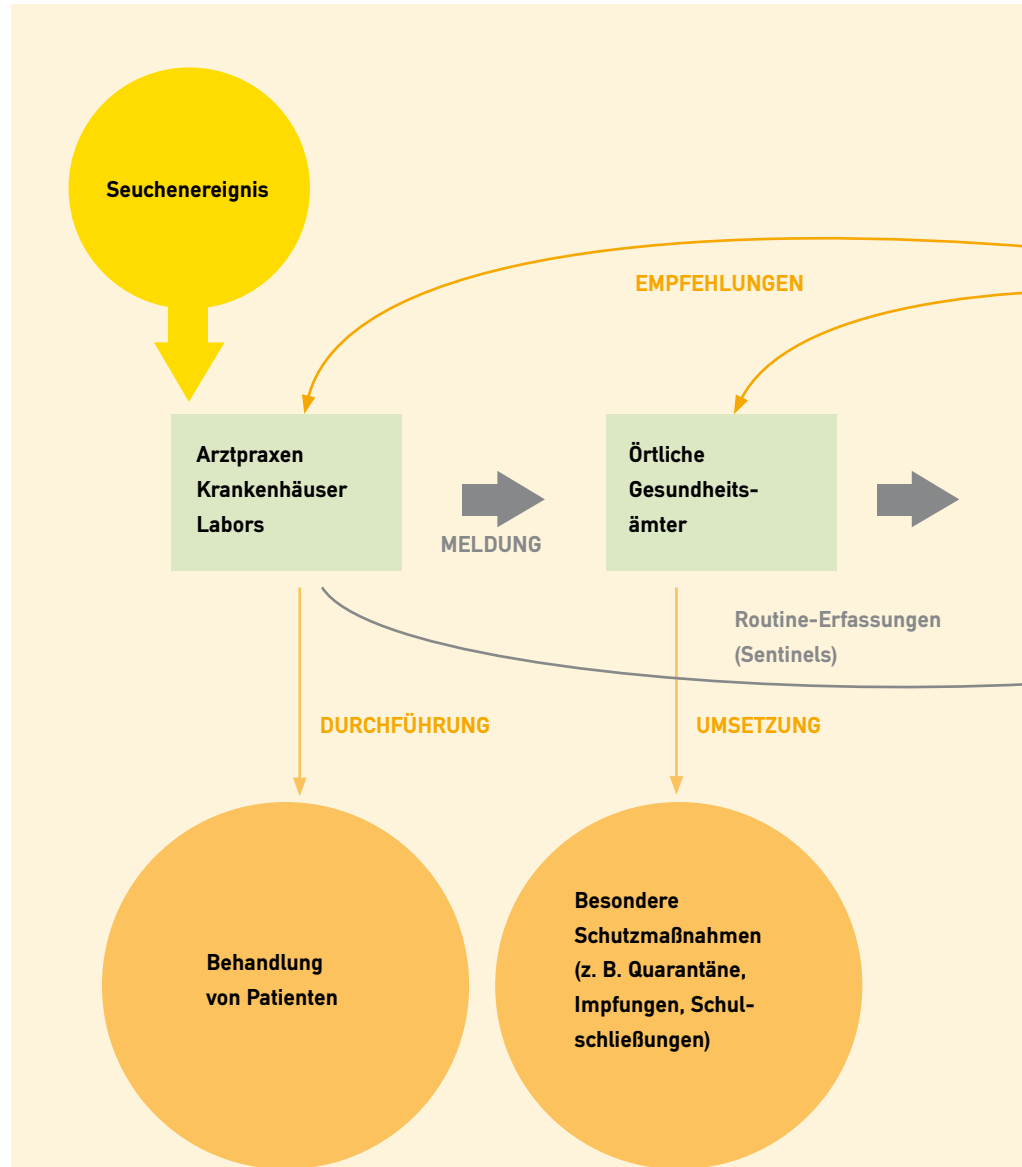 Seuchenereignis
EMPFEHLUNGEN
Arztpraxen
Krankenhäuser
Labors
MELDUNG
Örtliche
Gesundheits-
ämter
Routine-Erfassungen
(Sentinels)
DURCHFÜHRUNG
UMSETZUNG
Behandlung
von Patienten
Besondere
Schutzmaßnahmen
(z. B. Quarantäne,
Impfungen, Schul-
schließungen)